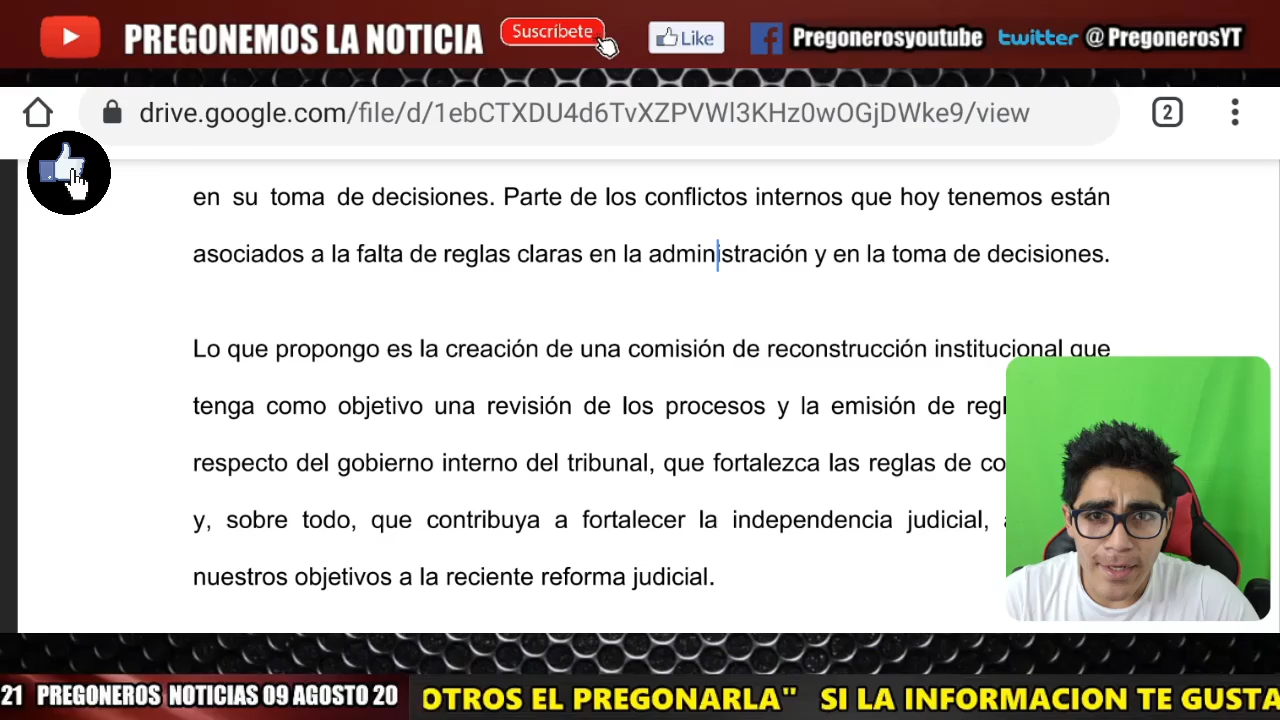 PREGONEMOS LA NOTICIA Suscríbete Like Pregonerosyoutube twitter @PregonerosYT
drive.google.com/file/d/1ebCTXDU4d6TvXZPVWl3KHz0wOGjDWke9/view 2
en su toma de decisiones. Parte de los conflictos internos que hoy tenemos están
asociados a la falta de reglas claras en la administración y en la toma de decisiones.
Lo que propongo es la creación de una comisión de reconstrucción institucional que
tenga como objetivo una revisión de los procesos y la emisión de
respecto del gobierno interno del tribunal, que fortalezca las reglas de
y, sobre todo, que contribuya a fortalecer la independencia judicial,
nuestros objetivos a la reciente reforma judicial.
21 PREGONEROS NOTICIAS 09 AGOSTO 20 OTROS EL PREGONARLA" SI LA INFORMACION TE GUSTA